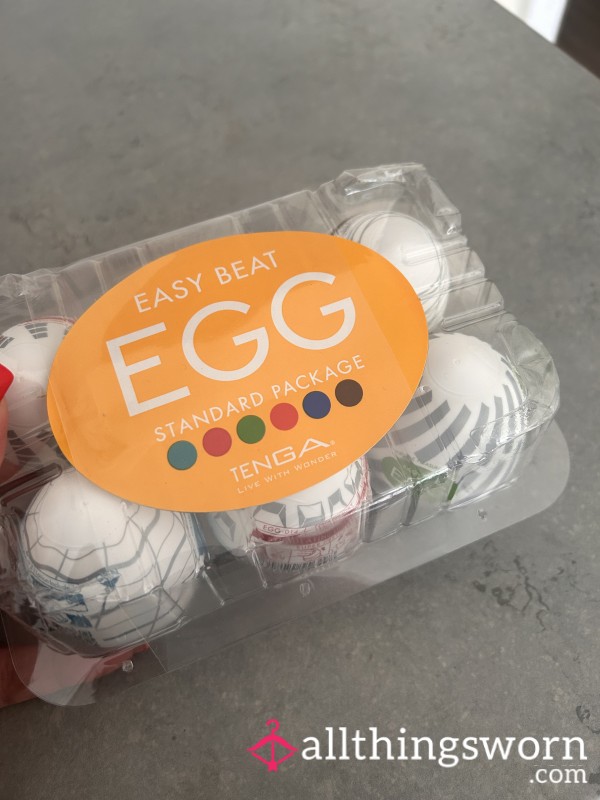 EASY BEAT
EGG
STANDARD PACKAGE
TENGA®
LIVE WITH WONDER
allthingsworn
.com